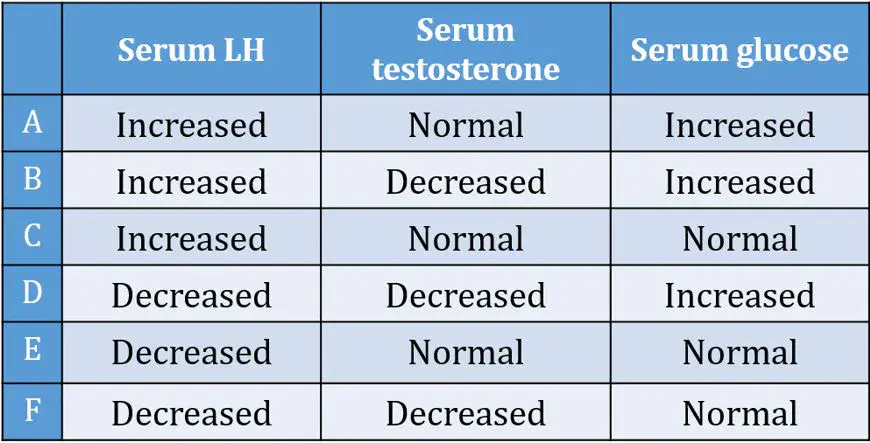 Serum LH Serum testosterone Serum glucose
A Increased Normal Increased
B Increased Decreased Increased
C Increased Normal Normal
D Decreased Decreased Increased
E Decreased Normal Normal
F Decreased Decreased Normal